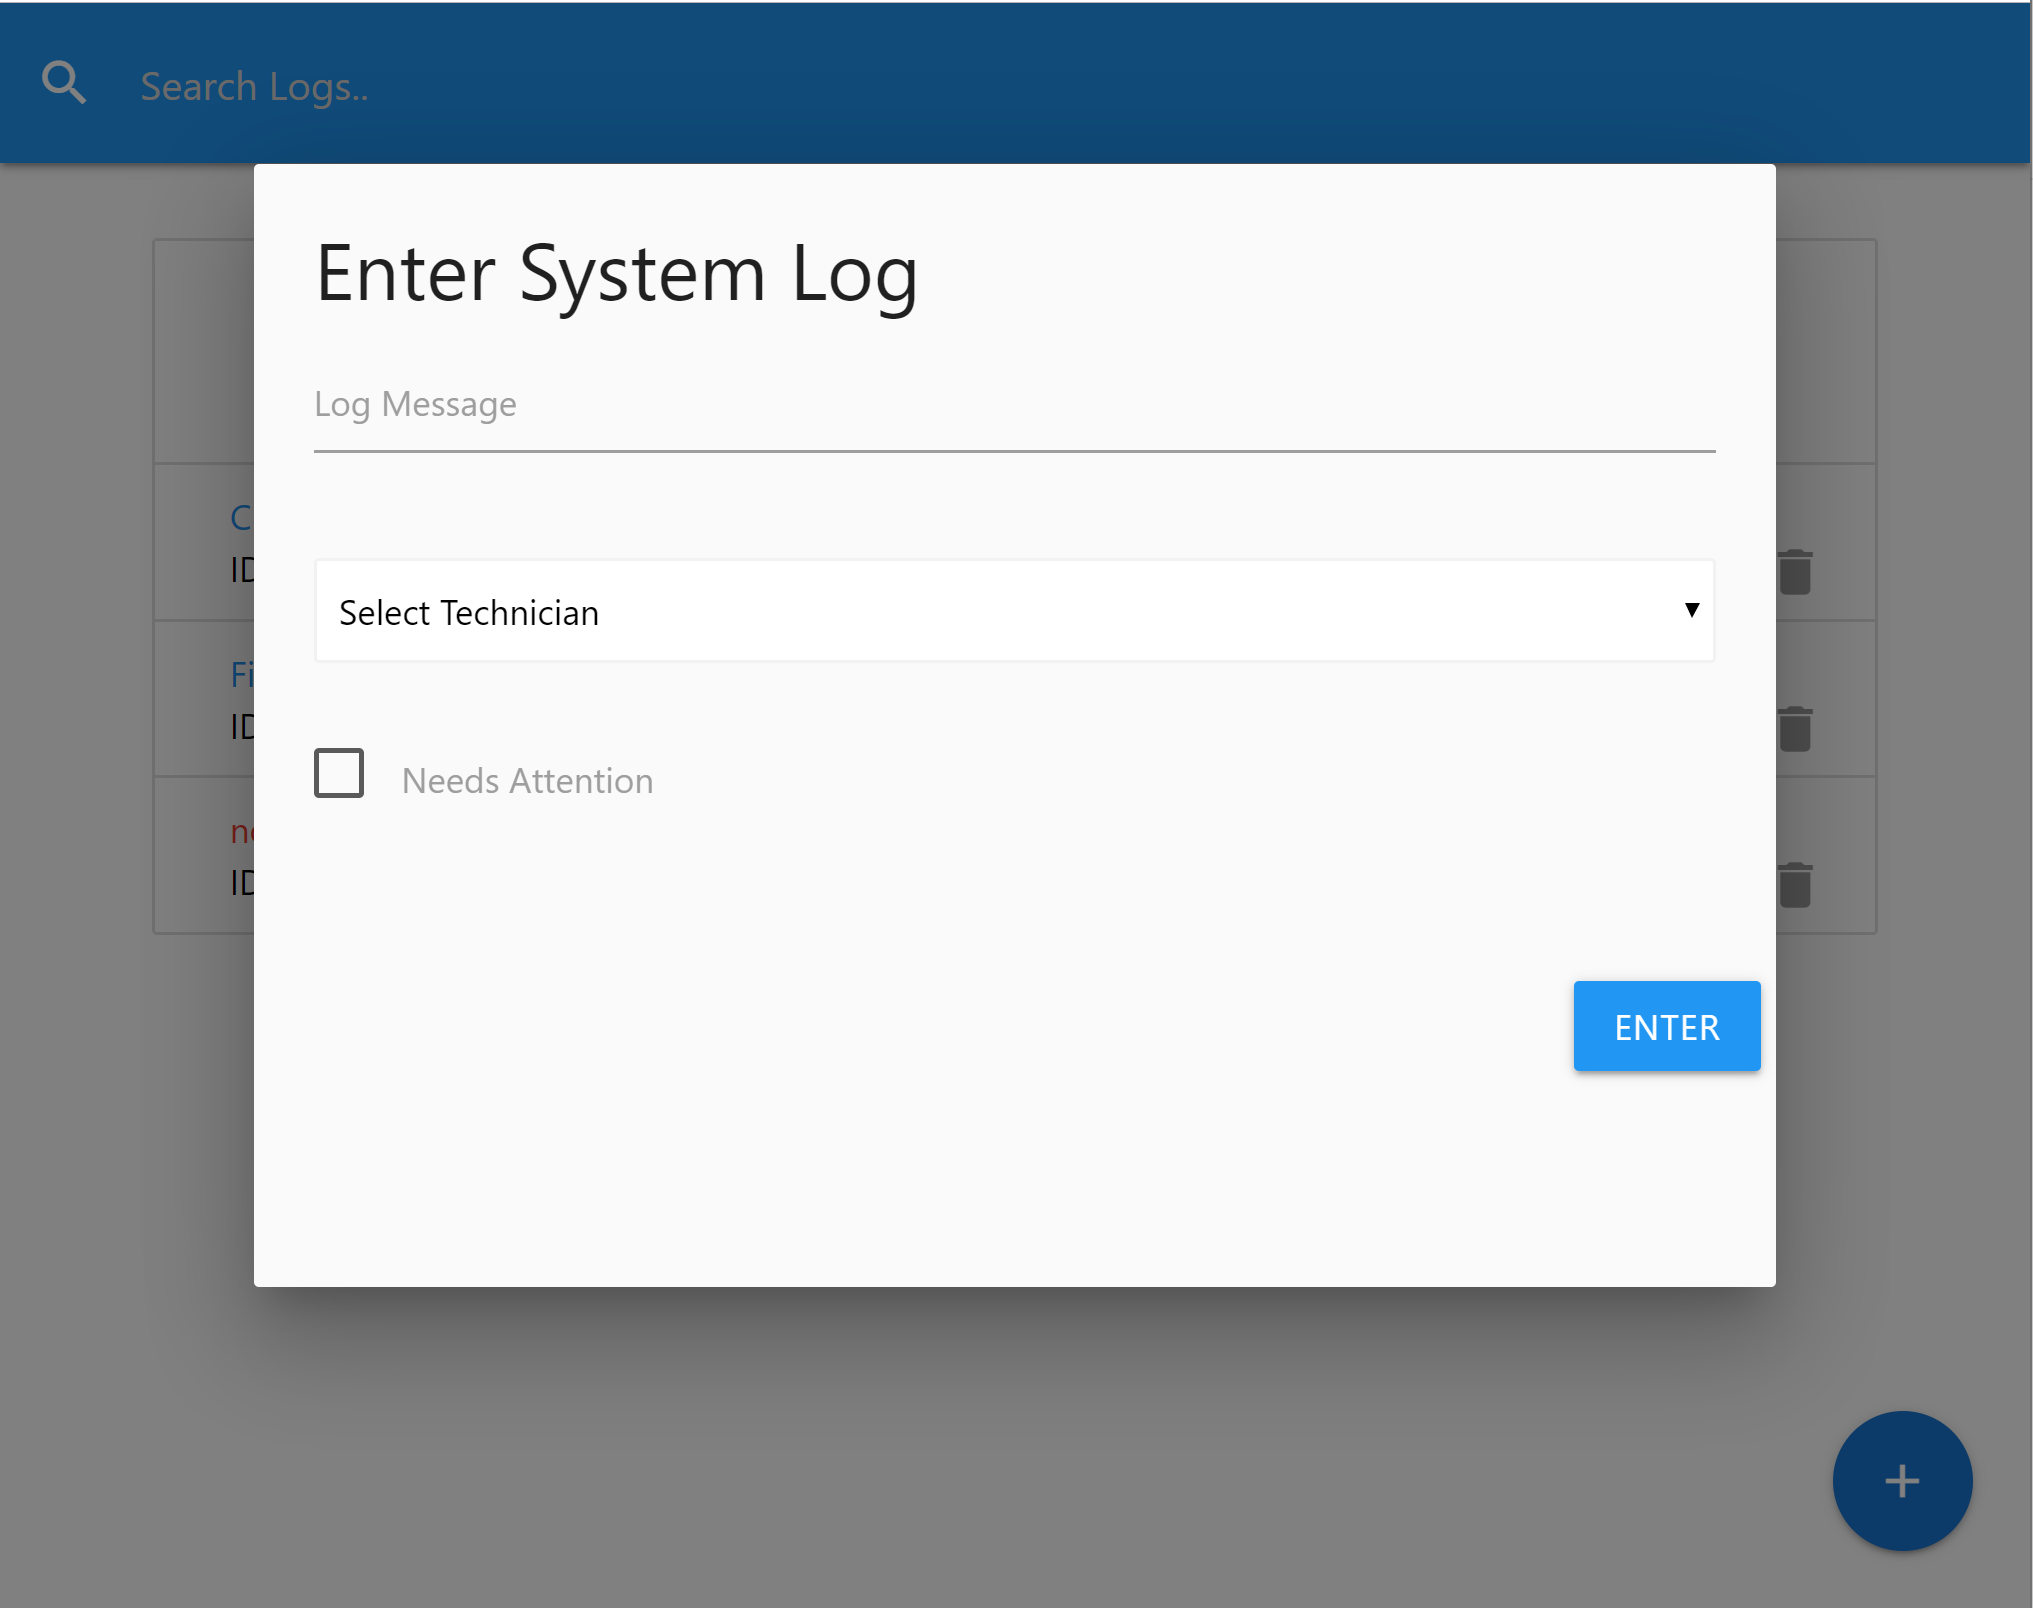 Search Logs..
Enter System Log
Log Message
C
ID
Select Technician
Fi
ID
Needs Attention
ID
ENTER